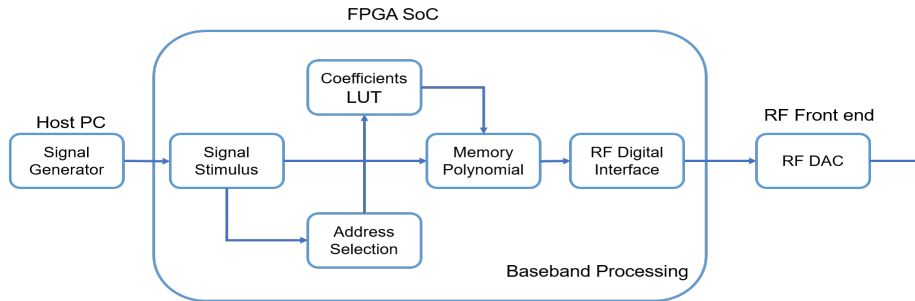 FPGA SoC
Coefficients
LUT
Host PC
RF Front end
Signal
Generator
Signal
Stimulus
Memory
Polynomial
RF Digital
Interface
RF DAC
Address
Selection
Baseband Processing